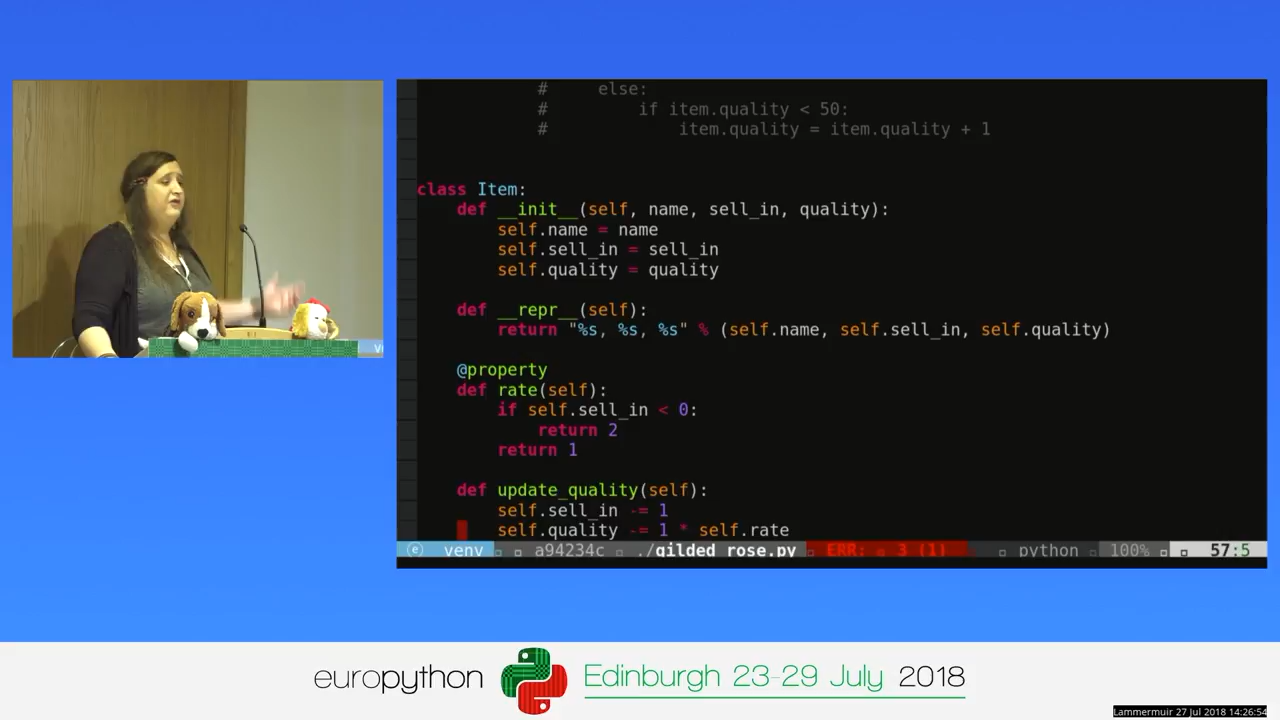 #     else:
#         if item.quality < 50:
#             item.quality = item.quality + 1
class Item:
    def __init__(self, name, sell_in, quality):
        self.name = name
        self.sell_in = sell_in
        self.quality = quality
    def __repr__(self):
        return "%s, %s, %s" % (self.name, self.sell_in, self.quality)
    @property
    def rate(self):
        if self.sell_in < 0:
            return 2
        return 1
    def update_quality(self):
        self.sell_in -= 1
        self.quality -= 1 * self.rate
venv a94234c ./gilded_rose.py ERR: 3 (1) python 100% 57:5
europython Edinburgh 23-29 July 2018
Lammermuir 27 Jul 2018 14:26:54